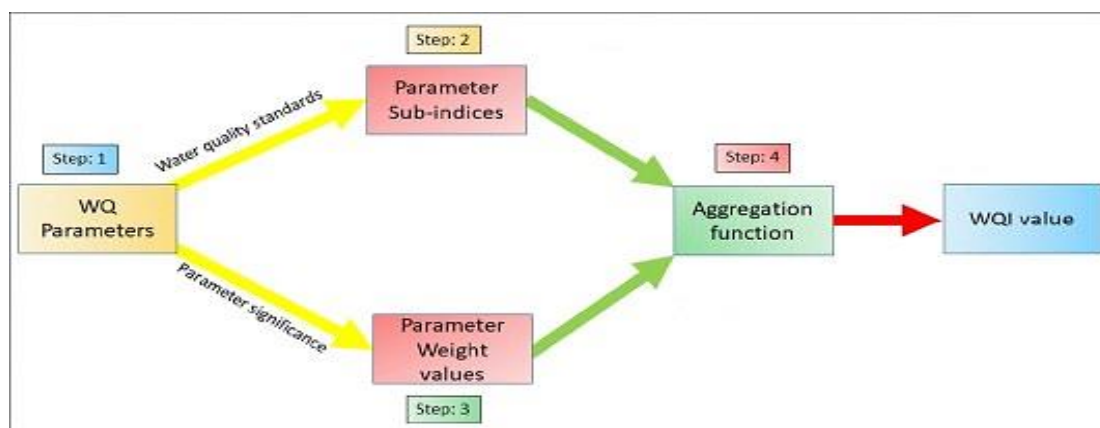 Step: 1
WQ
Parameters
Water quality standards
Parameter significance
Step: 2
Parameter
Sub-indices
Parameter
Weight
values
Step: 3
Step: 4
Aggregation
function
WQI value